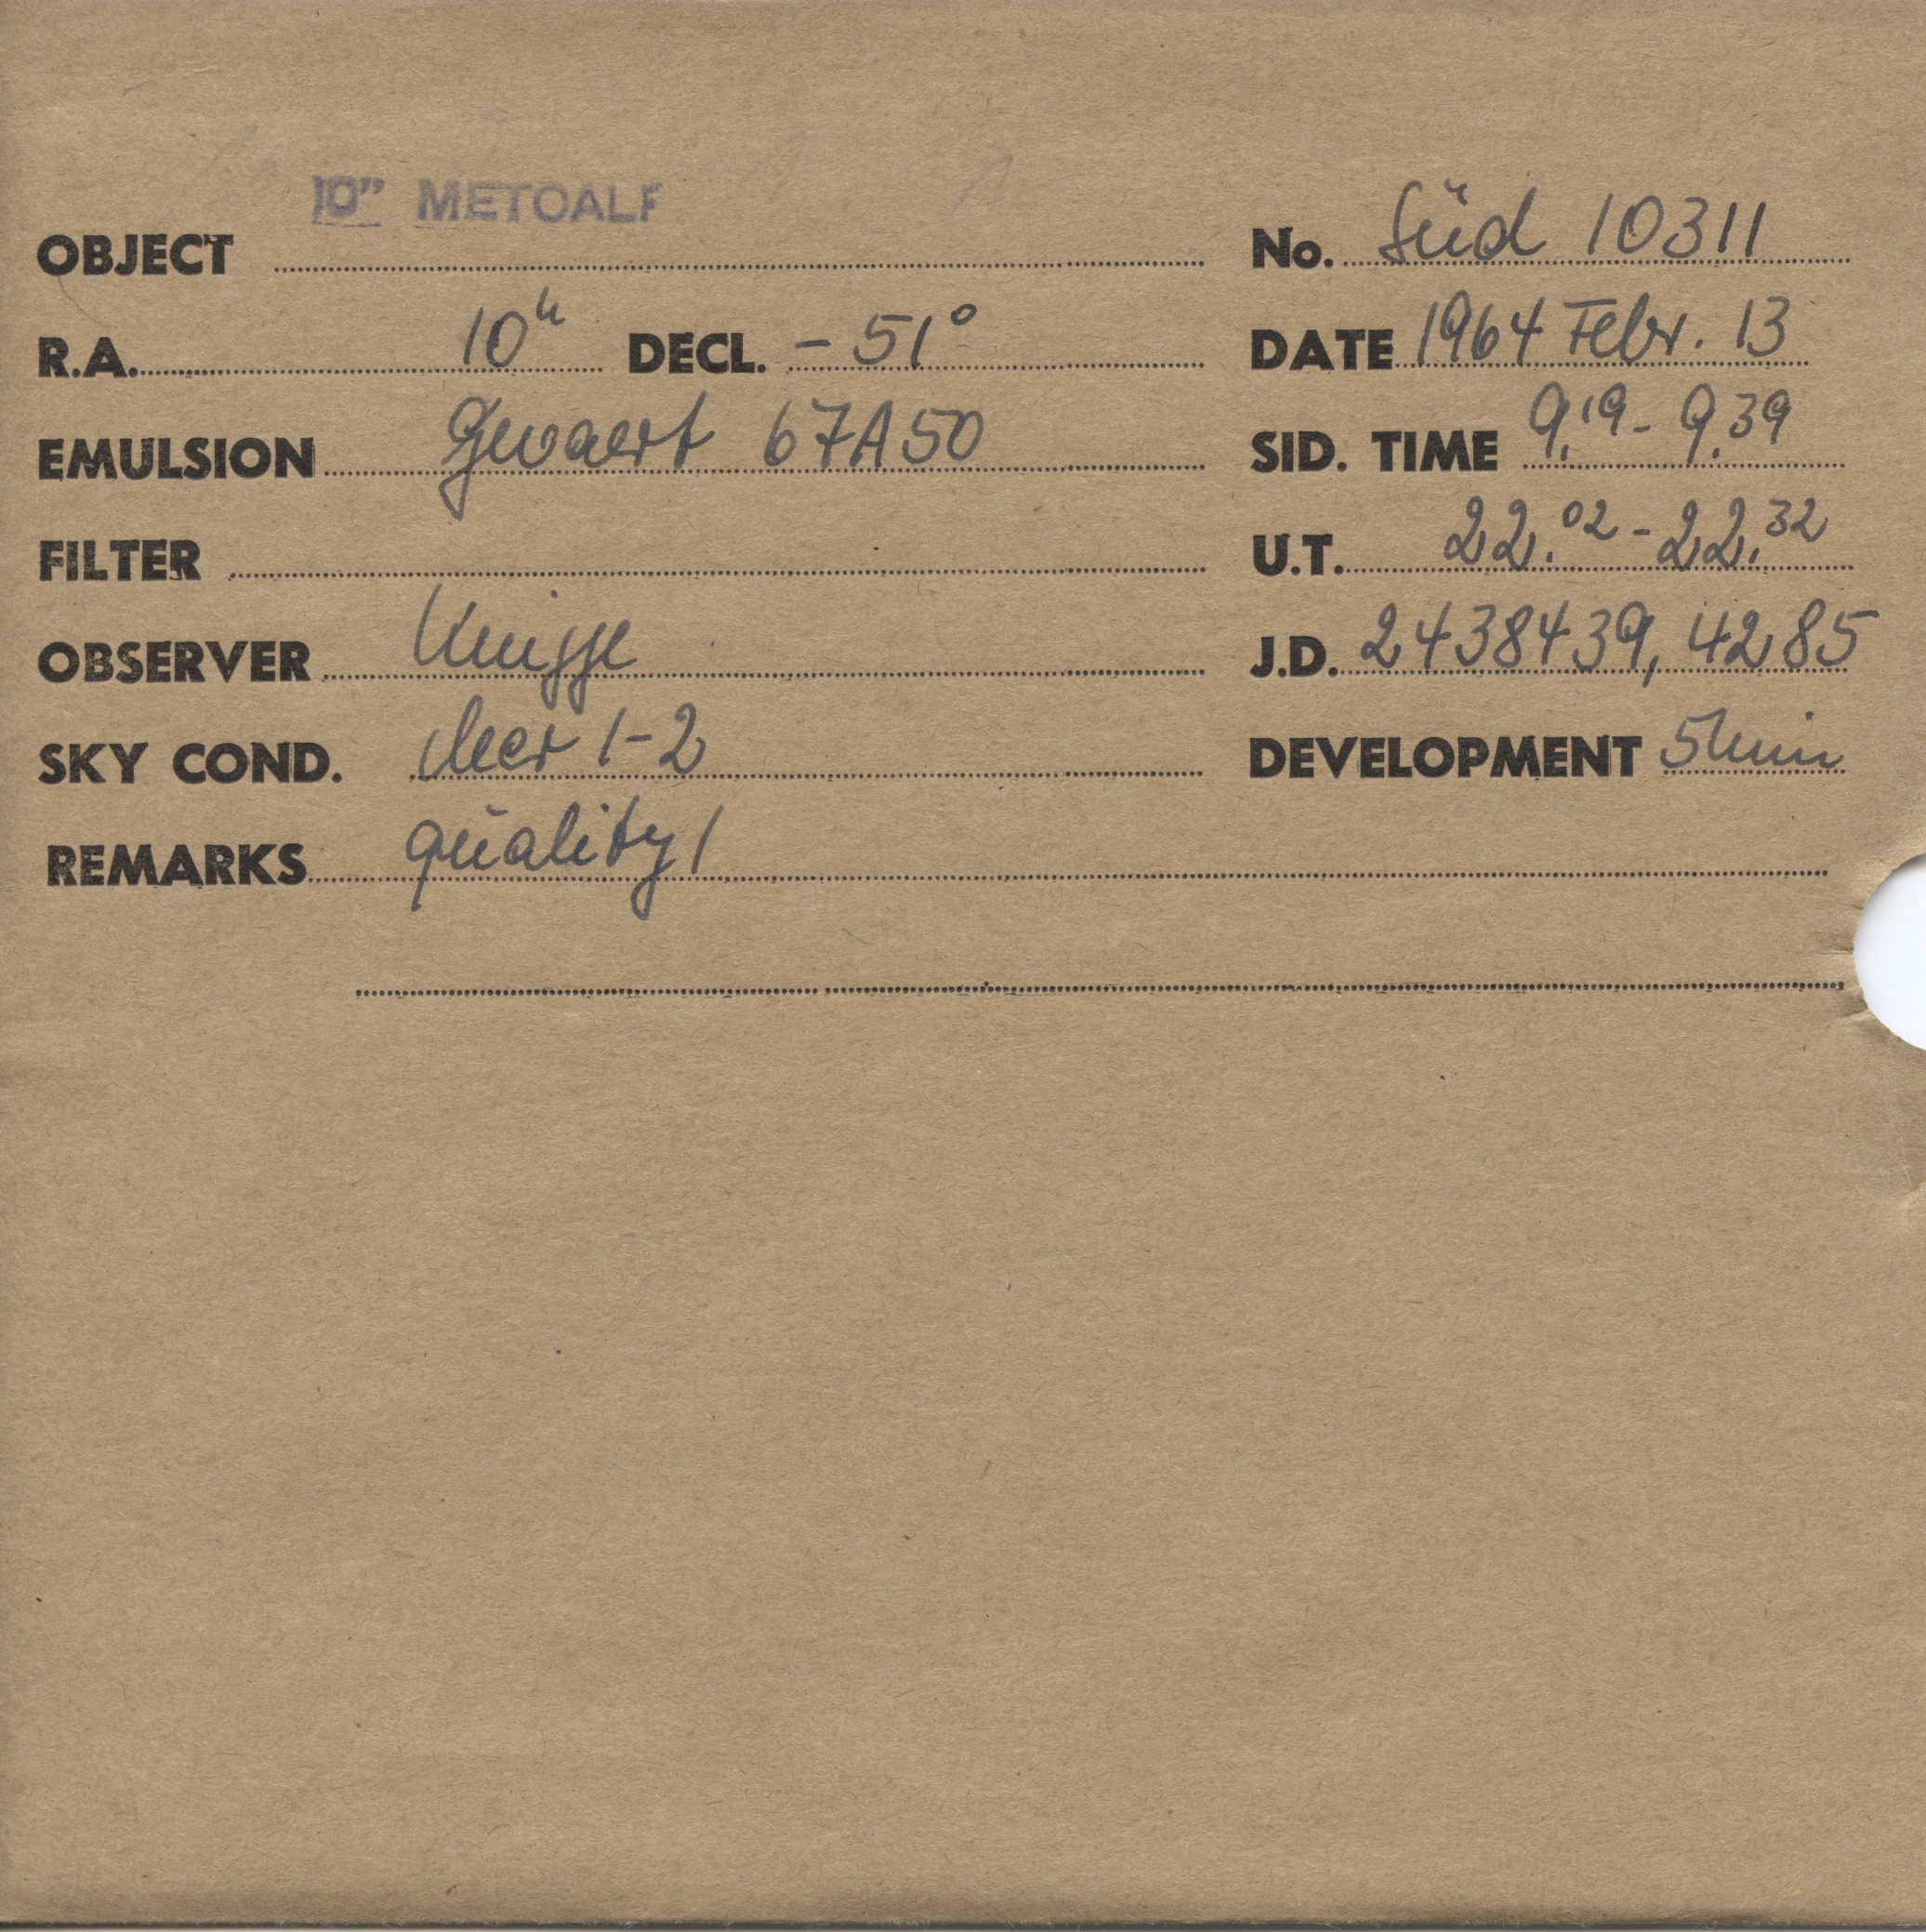 10" METCALF
OBJECT No. Süd 10311
R.A. 10h DECL. - 51° DATE 1964 Febr. 13
EMULSION Gevaert 67A50 SID. TIME 9.19 - 9.39
FILTER U.T. 22.02 - 22.32
OBSERVER Knigge J.D. 2438439,4285
SKY COND. cleer 1-2 DEVELOPMENT 5min
REMARKS quality 1